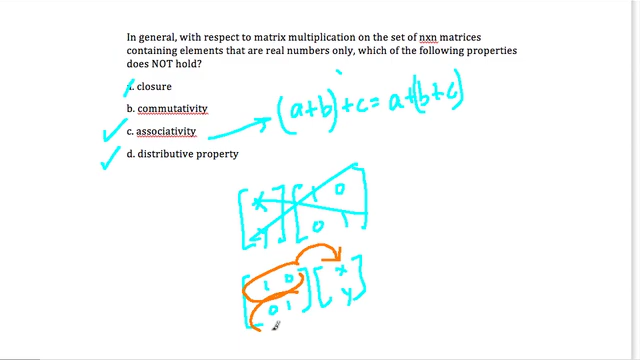 In general, with respect to matrix multiplication on the set of nxn matrices
containing elements that are real numbers only, which of the following properties
does NOT hold?
a. closure
b. commutativity
c. associativity
(a+b)+c=a+(b+c)
d. distributive property
[x y] [1 0
0 1]
[1 0
0 1] [x
y]